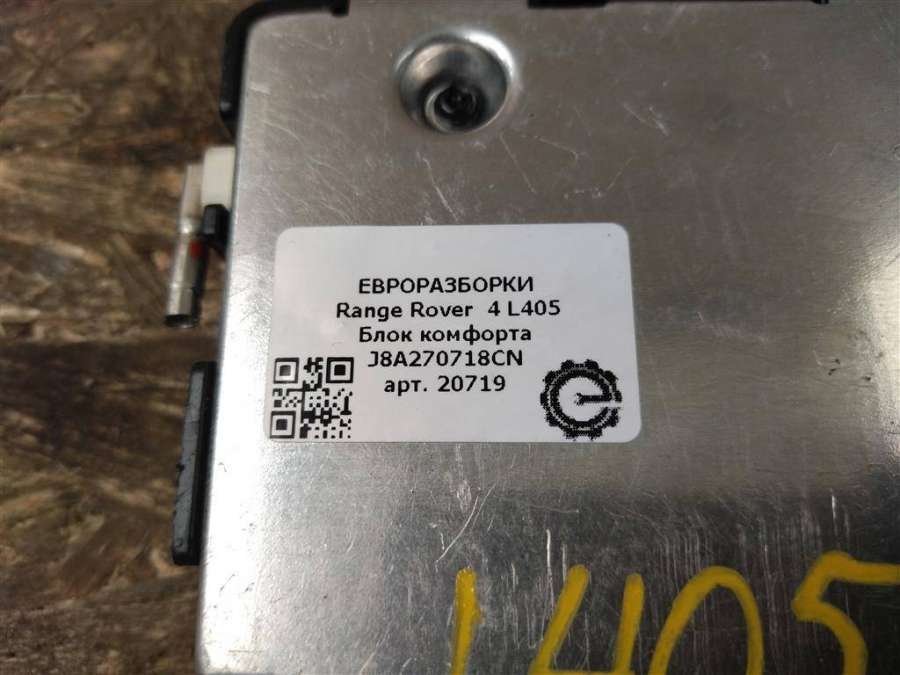 ЕВРОРАЗБОРКИ
Range Rover 4 L405
Блок комфорта
J8A270718CN
арт. 20719
L405